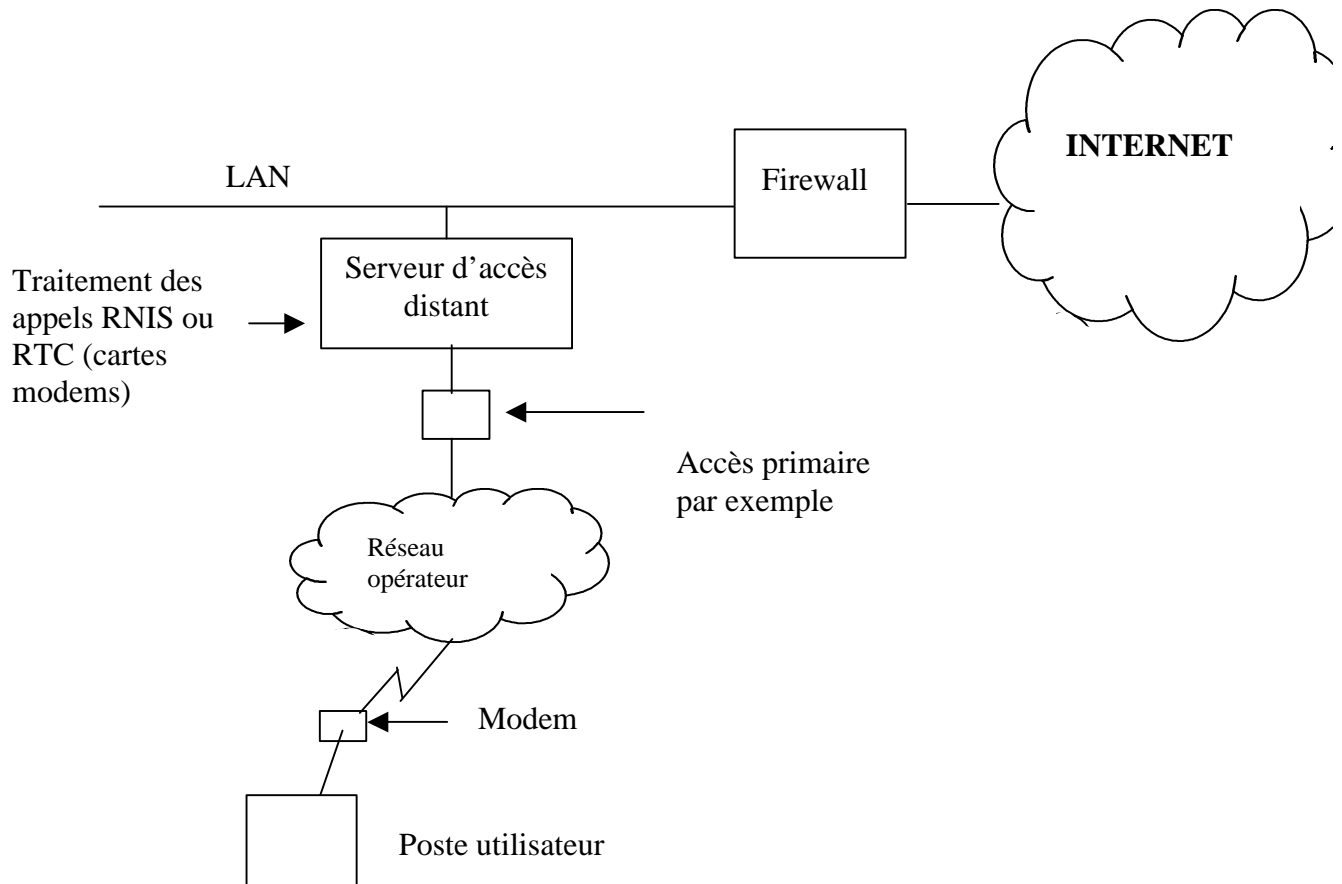 INTERNET
Firewall
LAN
Serveur d’accès
distant
Traitement des
appels RNIS ou
RTC (cartes
modems)
Accès primaire
par exemple
Réseau
opérateur
Modem
Poste utilisateur